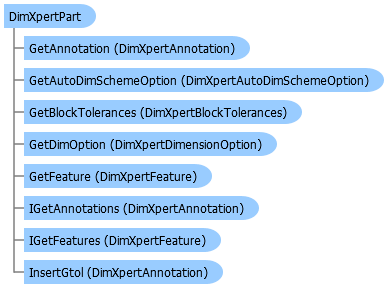 DimXpertPart
GetAnnotation (DimXpertAnnotation)
GetAutoDimSchemeOption (DimXpertAutoDimSchemeOption)
GetBlockTolerances (DimXpertBlockTolerances)
GetDimOption (DimXpertDimensionOption)
GetFeature (DimXpertFeature)
IGetAnnotations (DimXpertAnnotation)
IGetFeatures (DimXpertFeature)
InsertGtol (DimXpertAnnotation)